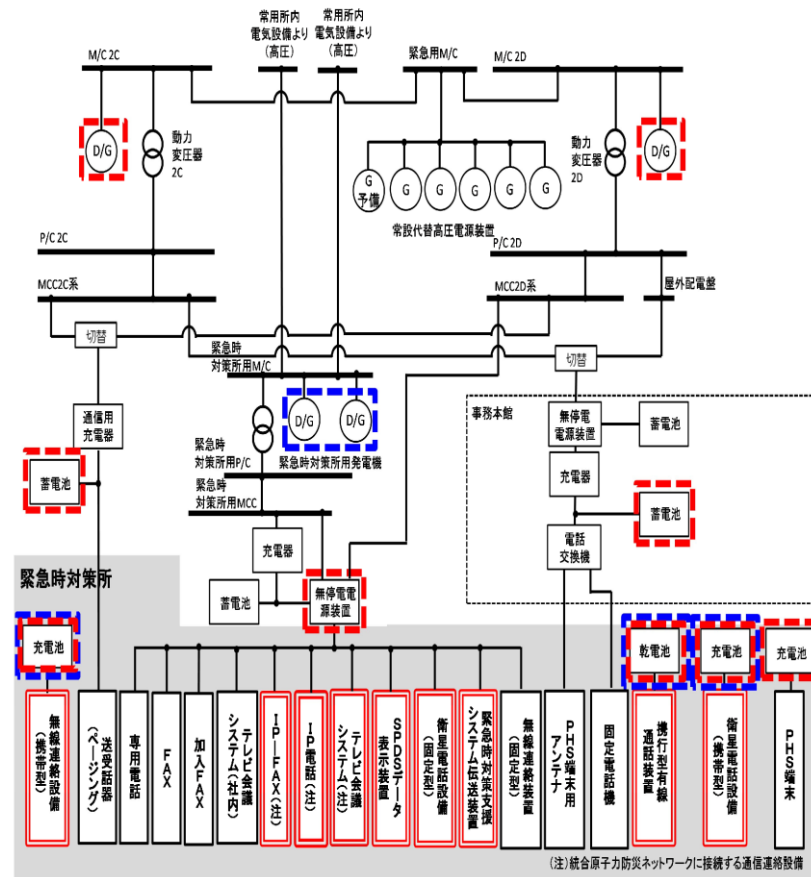 常用所内
電気設備より
(高圧)
常用所内
電気設備より
(高圧)
M/C 2C
緊急用M/C
M/C 2D
D/G
動力
変圧器
2C
G
予備
G
G
G
G
G
常設代替高圧電源装置
動力
変圧器
2D
D/G
P/C 2C
P/C 2D
MCC2C系
MCC2D系
屋外配電盤
切替
緊急時
対策所用M/C
切替
通信用
充電器
D/G
D/G
緊急時対策所用発電機
事務本館
無停電
電源装置
蓄電池
蓄電池
緊急時
対策所用P/C
緊急時
対策所用MCC
充電器
蓄電池
充電器
電話
交換機
緊急時対策所
蓄電池
無停電電
源装置
充電池
乾電池
充電池
充電池
無線連絡設備
(携帯型)
送受話器
(ページング)
専用電話
FAX
加入FAX
テレビ会議
システム(社内)
IP-FAX(注)
IP電話(注)
テレビ会議
システム(注)
SPDSデータ
表示装置
衛星電話設備
(固定型)
緊急時対策支援
システム伝送装置
無線連絡装置
(固定型)
PHS端末用
アンテナ
固定電話機
携行型有線
通話装置
衛星電話設備
(携帯型)
PHS端末
(注)統合原子力防災ネットワークに接続する通信連絡設備